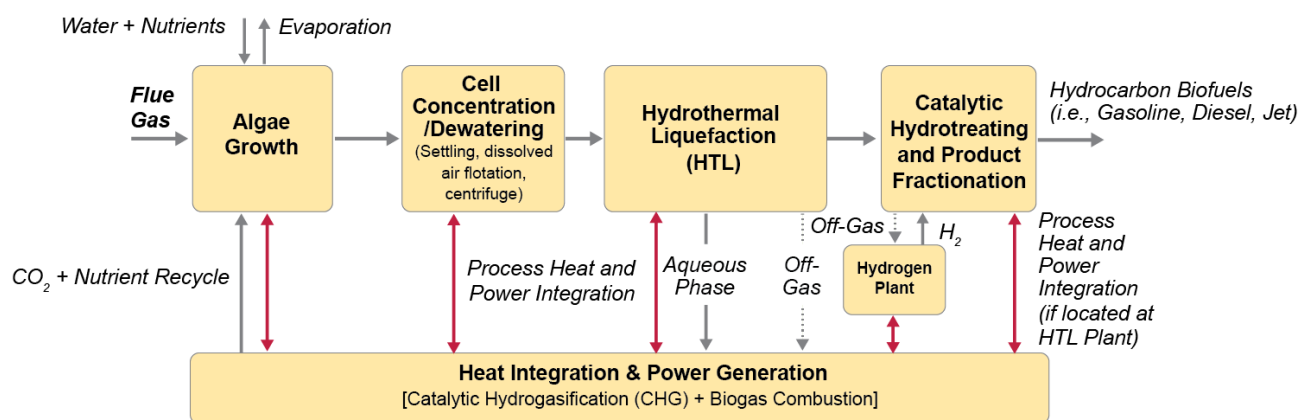 Water + Nutrients
Evaporation
Flue
Gas
Algae
Growth
Cell
Concentration
/Dewatering
(Settling, dissolved
air flotation,
centrifuge)
Hydrothermal
Liquefaction
(HTL)
Catalytic
Hydrotreating
and Product
Fractionation
Hydrocarbon Biofuels
(i.e., Gasoline, Diesel, Jet)
CO₂ + Nutrient Recycle
Process Heat and
Power Integration
Aqueous
Phase
Off-
Gas
Off-Gas
H₂
Hydrogen
Plant
Process
Heat and
Power
Integration
(if located at
HTL Plant)
Heat Integration & Power Generation
[Catalytic Hydrogasification (CHG) + Biogas Combustion]